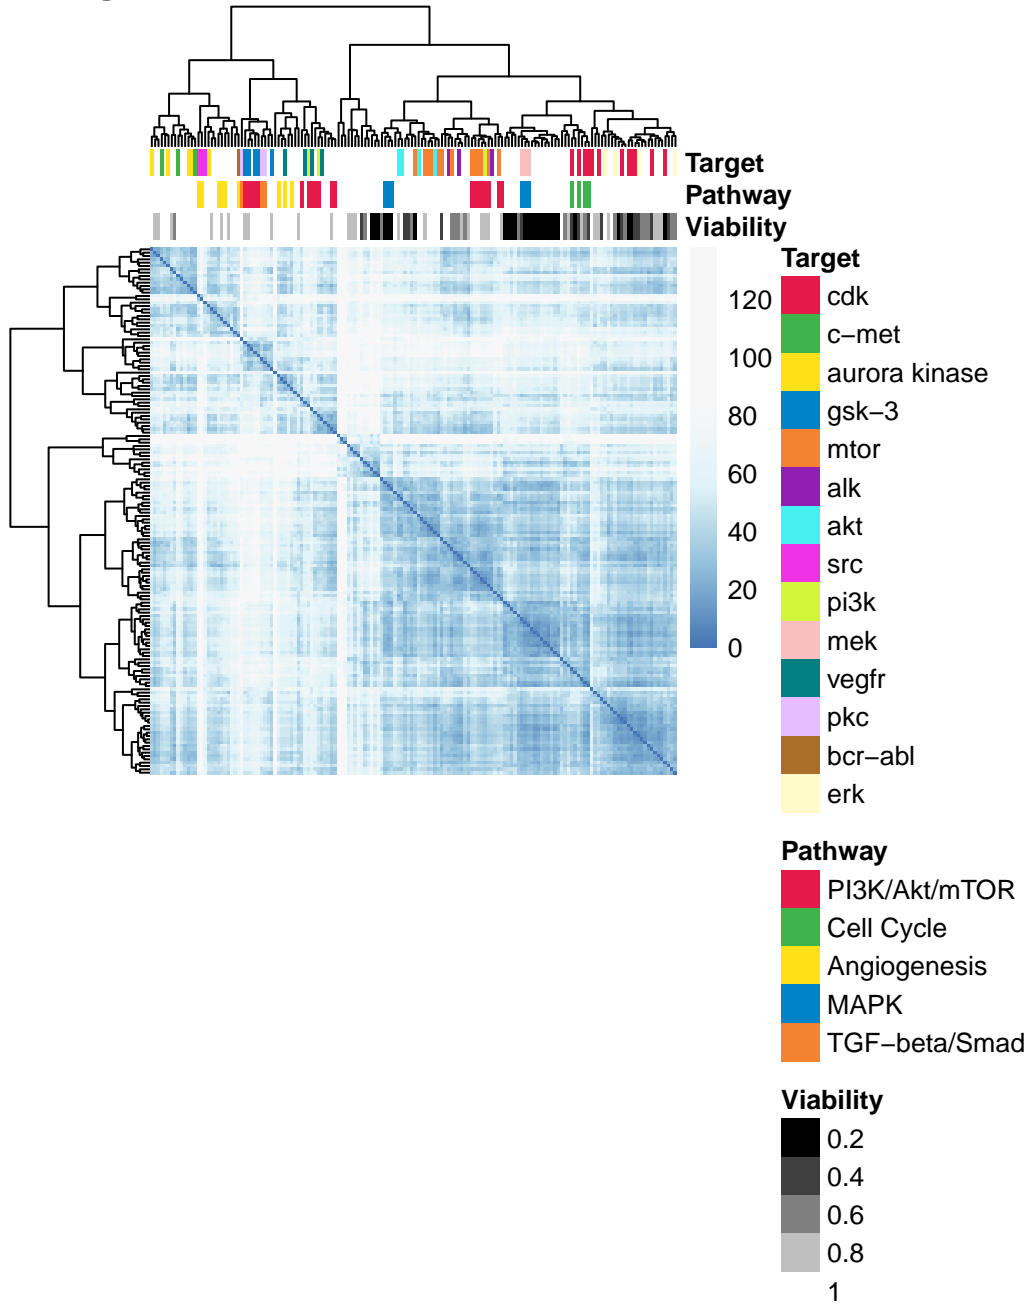 Target
Pathway
Viability
120
100
80
60
40
20
0
Target
cdk
c−met
aurora kinase
gsk−3
mtor
alk
akt
src
pi3k
mek
vegfr
pkc
bcr−abl
erk
Pathway
PI3K/Akt/mTOR
Cell Cycle
Angiogenesis
MAPK
TGF−beta/Smad
Viability
0.2
0.4
0.6
0.8
1